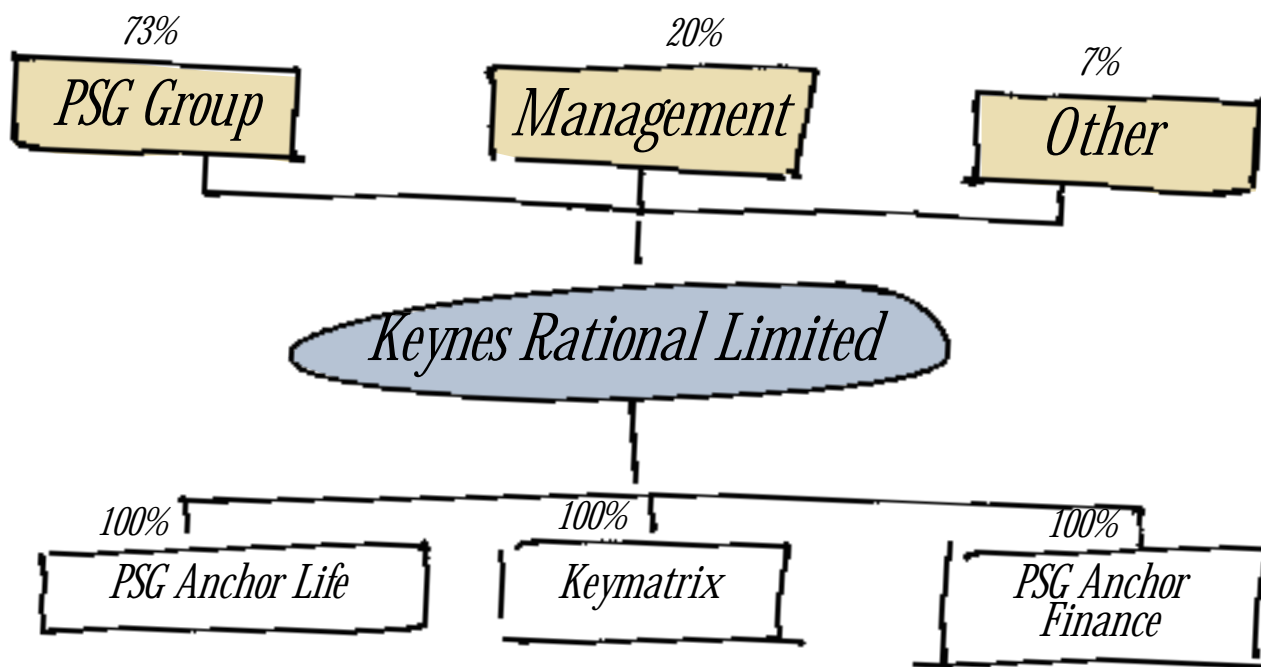 73%
20%
7%
PSG Group
Management
Other
Keynes Rational Limited
100%
100%
100%
PSG Anchor Life
Keymatrix
PSG Anchor
Finance